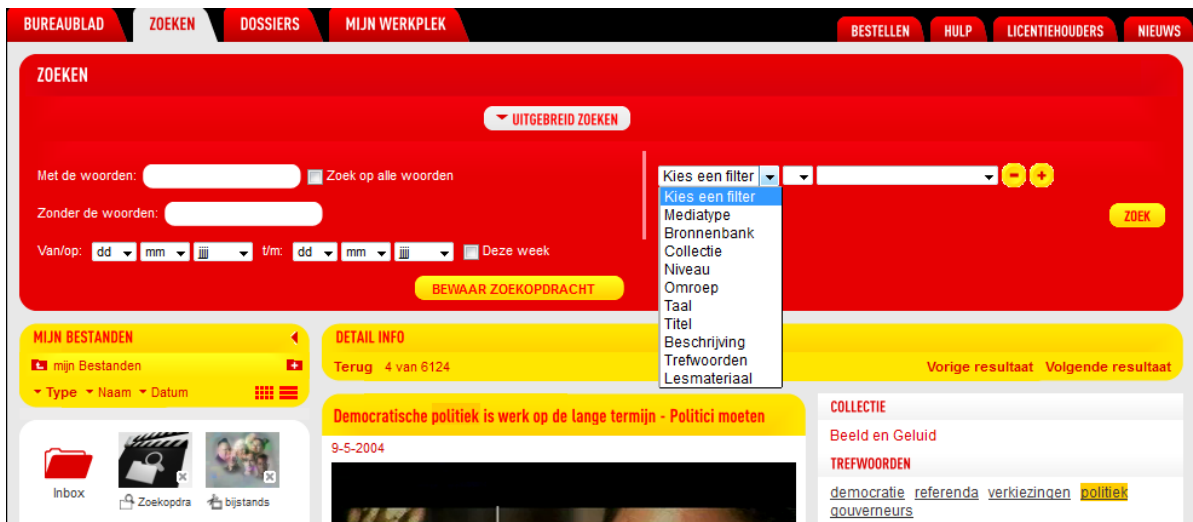 BUREAUBLAD ZOEKEN DOSSIERS MIJN WERKPLEK
BESTELLEN HULP LICENTIEHOUDERS NIEUWS
ZOEKEN
UITGEBREID ZOEKEN
Met de woorden: Zoek op alle woorden
Zonder de woorden:
Van/op: dd mm jjjj t/m: dd mm jjjj Deze week
BEWAAR ZOEKOPDRACHT
Kies een filter - +
Kies een filter
Mediatype
Bronnenbank
Collectie
Niveau
Omroep
Taal
Titel
Beschrijving
Trefwoorden
Lesmateriaal
ZOEK
MIJN BESTANDEN
mijn Bestanden
Type Naam Datum
Inbox Zoekopdra bijstands
DETAIL INFO
Terug 4 van 6124 Vorige resultaat Volgende resultaat
Democratische politiek is werk op de lange termijn - Politici moeten
9-5-2004
COLLECTIE
Beeld en Geluid
TREFWOORDEN
democratie referenda verkiezingen politiek
gouverneurs